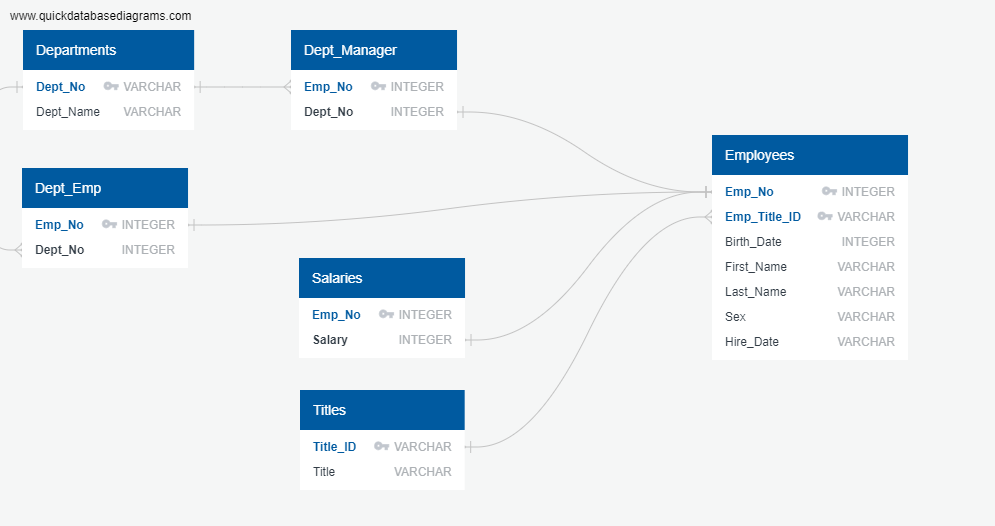 www.quickdatabasediagrams.com
Departments
Dept_No VARCHAR
Dept_Name VARCHAR
Dept_Manager
Emp_No INTEGER
Dept_No INTEGER
Employees
Emp_No INTEGER
Emp_Title_ID VARCHAR
Birth_Date INTEGER
First_Name VARCHAR
Last_Name VARCHAR
Sex VARCHAR
Hire_Date VARCHAR
Dept_Emp
Emp_No INTEGER
Dept_No INTEGER
Salaries
Emp_No INTEGER
Salary INTEGER
Titles
Title_ID VARCHAR
Title VARCHAR